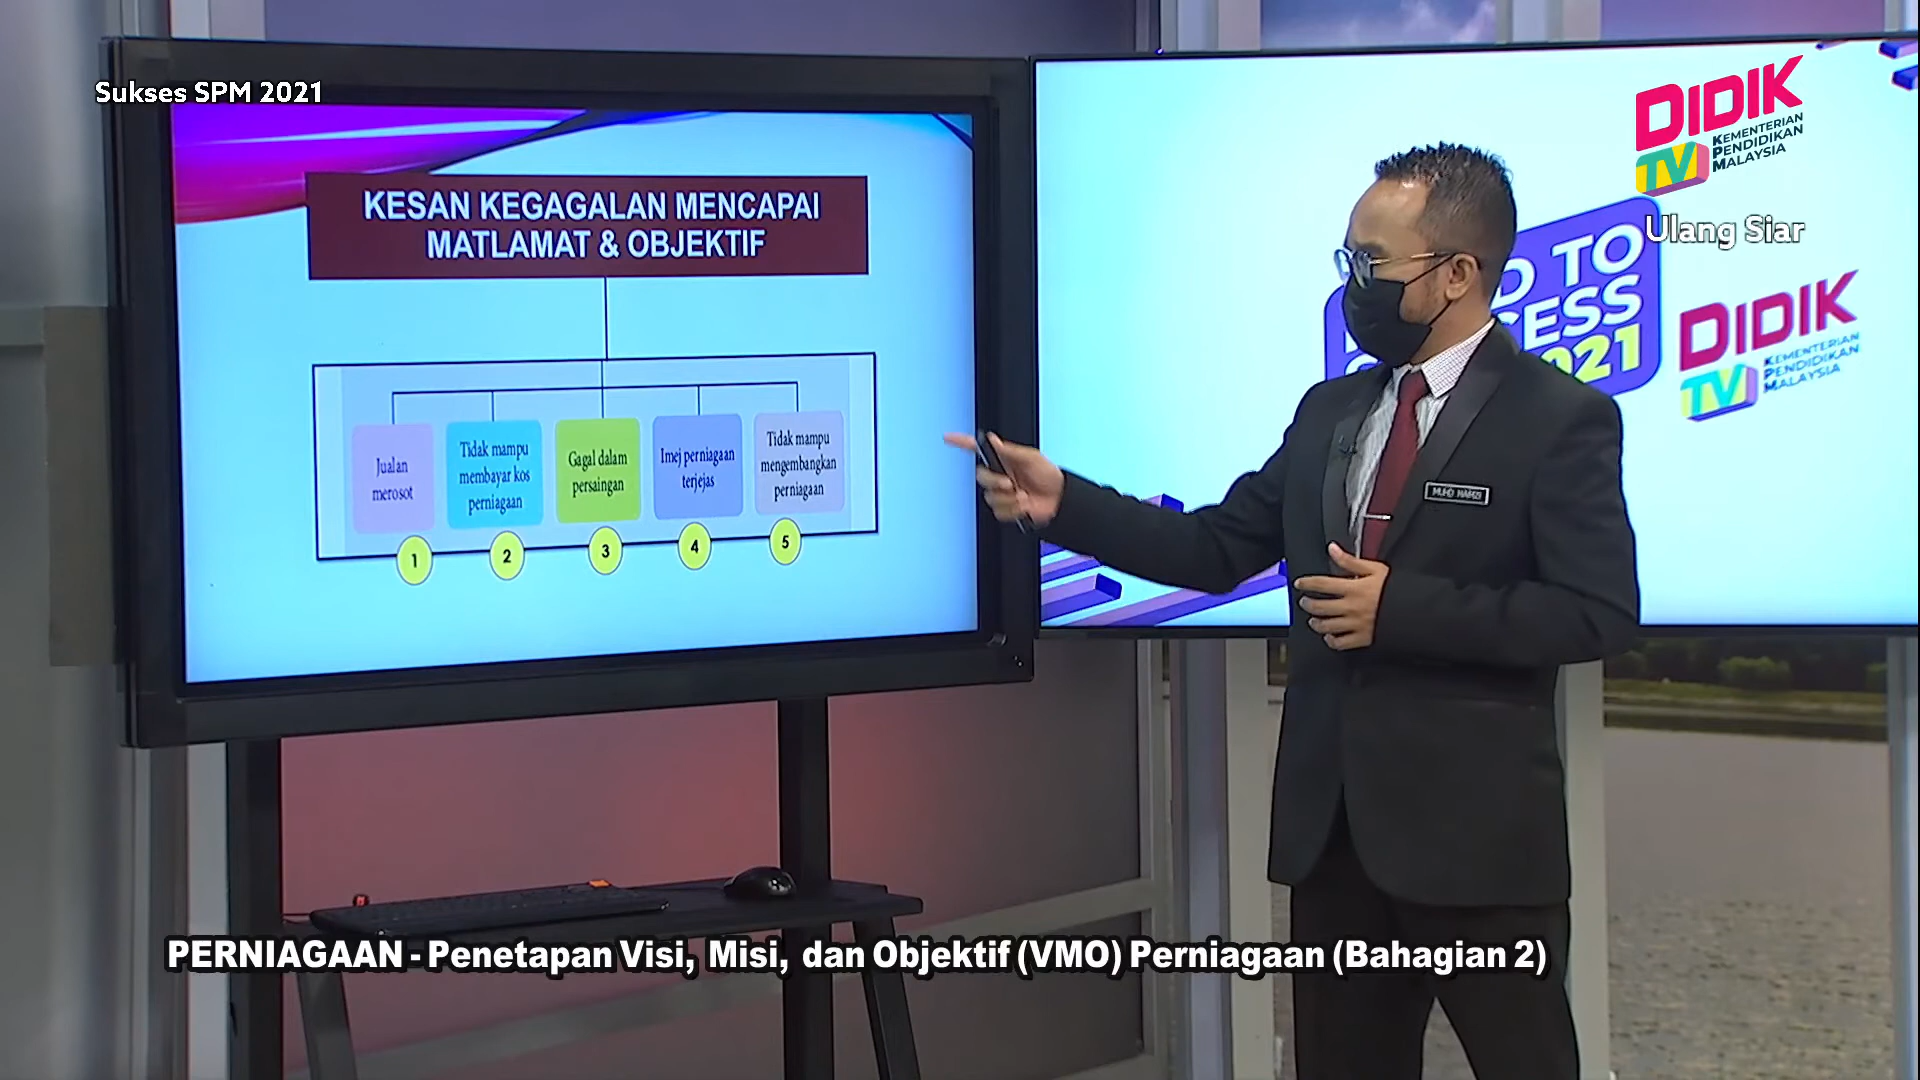 Sukses SPM 2021
KESAN KEGAGALAN MENCAPAI
MATLAMAT & OBJEKTIF
Jualan
merosot
Tidak mampu
membayar kos
perniagaan
Gagal dalam
persaingan
Imej perniagaan
terjejas
Tidak mampu
mengembangkan
perniagaan
1
2
3
4
5
DIDIK
TV
KEMENTERIAN
PENDIDIKAN
MALAYSIA
Ulang Siar
TO
2021
DIDIK
TV
KEMENTERIAN
PENDIDIKAN
MALAYSIA
PERNIAGAAN - Penetapan Visi, Misi, dan Objektif (VMO) Perniagaan (Bahagian 2)